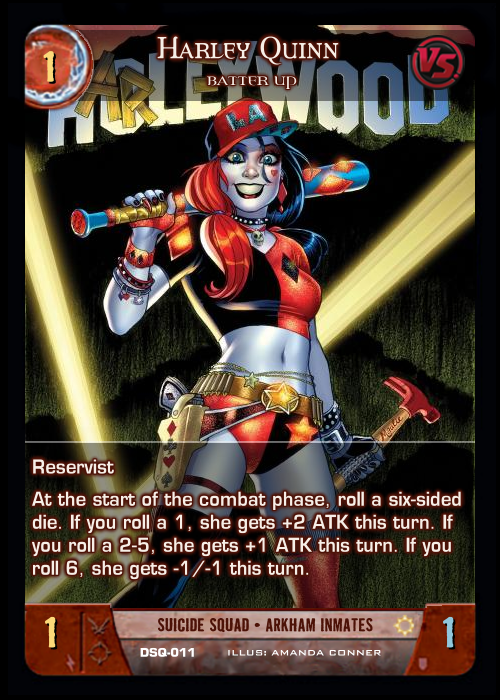 1
HARLEY QUINN
BATTER UP
VS
HARLEYWOOD
LA
Reservist
At the start of the combat phase, roll a six-sided
die. If you roll a 1, she gets +2 ATK this turn. If
you roll a 2-5, she gets +1 ATK this turn. If you
roll 6, she gets -1/-1 this turn.
1
SUICIDE SQUAD • ARKHAM INMATES
1
DSQ-011
ILLUS: AMANDA CONNER